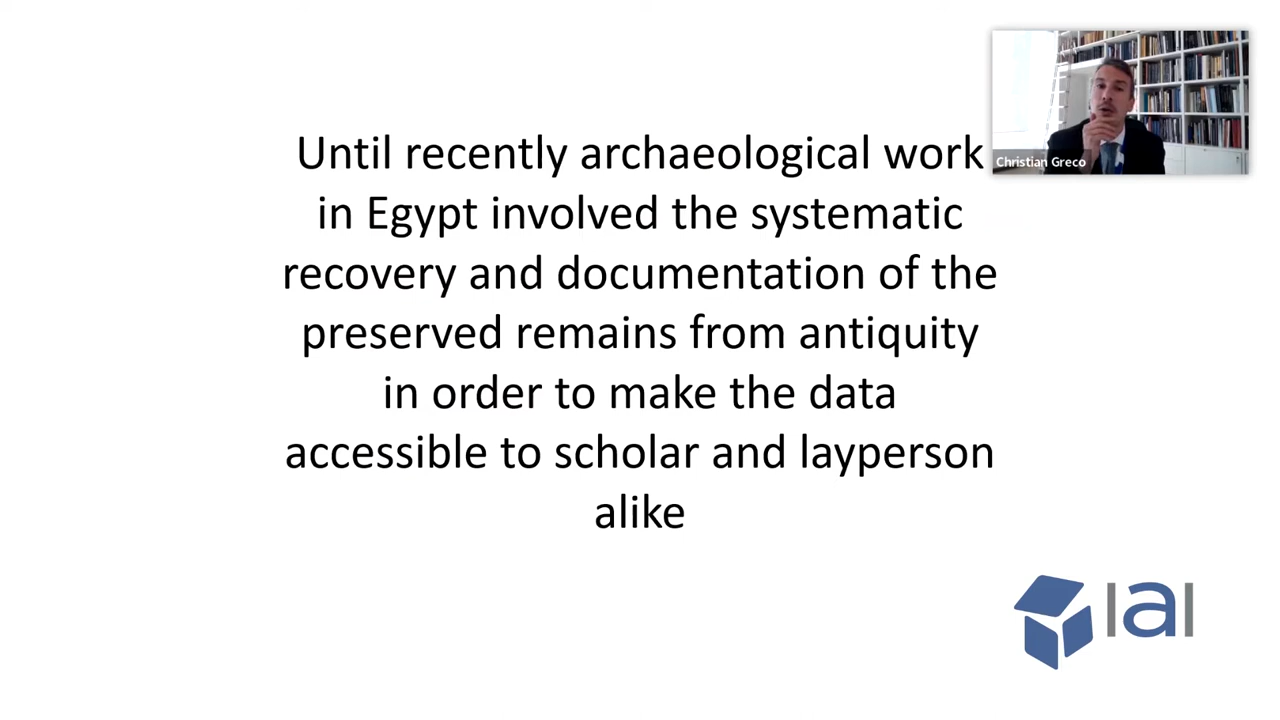 Until recently archaeological work
in Egypt involved the systematic
recovery and documentation of the
preserved remains from antiquity
in order to make the data
accessible to scholar and layperson
alike
Christian Greco
IAI